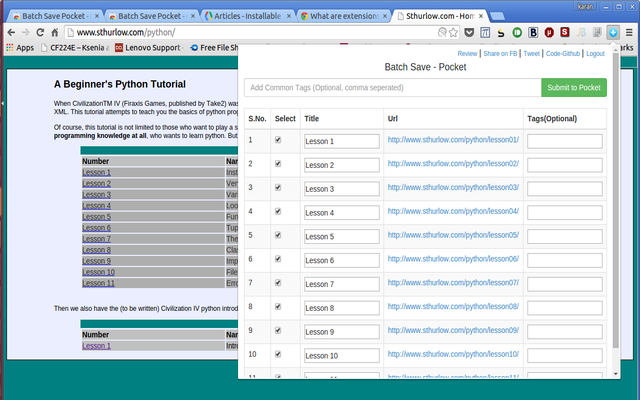 karan
Batch Save Pocket -
Batch Save Pocket -
Articles - Installable
What are extensions
Sthurlow.com - Hom
www.sthurlow.com/python/
Apps
CF224E – Ksenia a
Lenovo Support
Free File S
Review | Share on FB | Tweet | Code-Github | Logout
Batch Save - Pocket
Add Common Tags (Optional, comma seperated)
Submit to Pocket
S.No. Select Title Url Tags(Optional)
1 Lesson 1 http://www.sthurlow.com/python/lesson01/
2 Lesson 2 http://www.sthurlow.com/python/lesson02/
3 Lesson 3 http://www.sthurlow.com/python/lesson03/
4 Lesson 4 http://www.sthurlow.com/python/lesson04/
5 Lesson 5 http://www.sthurlow.com/python/lesson05/
6 Lesson 6 http://www.sthurlow.com/python/lesson06/
7 Lesson 7 http://www.sthurlow.com/python/lesson07/
8 Lesson 8 http://www.sthurlow.com/python/lesson08/
9 Lesson 9 http://www.sthurlow.com/python/lesson09/
10 Lesson 10 http://www.sthurlow.com/python/lesson10/
A Beginner's Python Tutorial
When CivilizationTM IV (Firaxis Games, published by Take2) was
XML. This tutorial attempts to teach you the basics of python prog
Of course, this tutorial is not limited to those who want to play a s
programming knowledge at all, who wants to learn python. But
Number Nam
Lesson 1 Inst
Lesson 2 Ver
Lesson 3 Vari
Lesson 4 Loo
Lesson 5 Fun
Lesson 6 Tup
Lesson 7 The
Lesson 8 Clas
Lesson 9 Imp
Lesson 10 File
Lesson 11 Erro
Then we also have the (to be written) Civilization IV python introd
Number Nam
Lesson 1 Intro